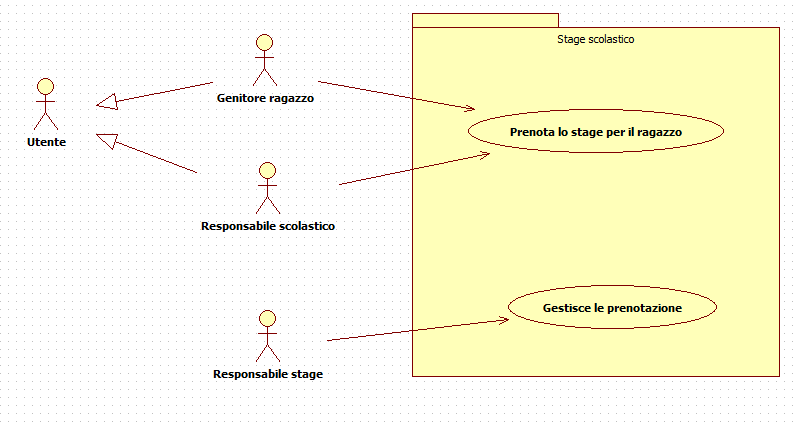 Stage scolastico
Genitore ragazzo
Prenota lo stage per il ragazzo
Utente
Responsabile scolastico
Gestisce le prenotazione
Responsabile stage